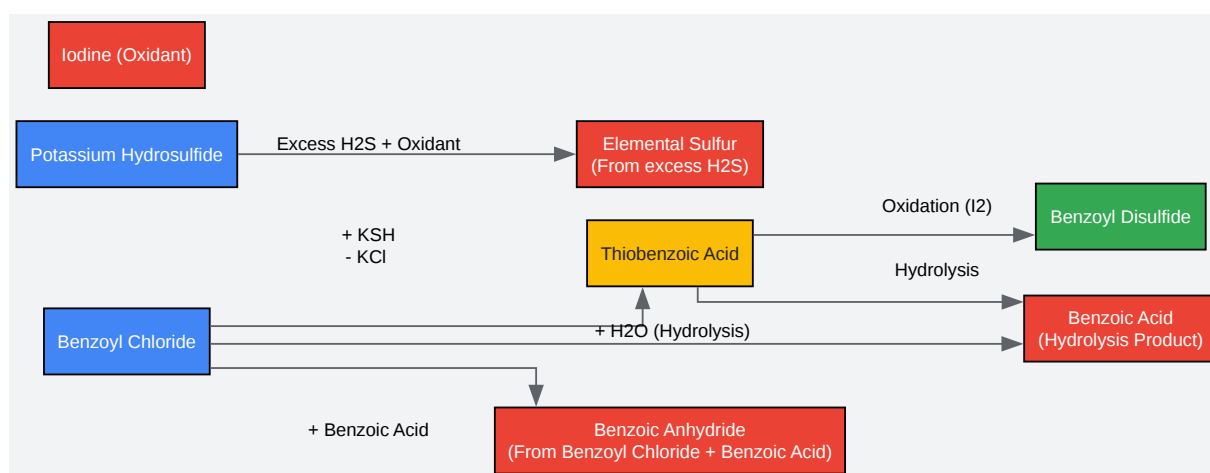 Iodine (Oxidant)
Potassium Hydrosulfide
Excess H2S + Oxidant
Elemental Sulfur
(From excess H2S)
Oxidation (I2)
Benzoyl Disulfide
+ KSH
- KCl
Thiobenzoic Acid
Hydrolysis
Benzoyl Chloride
+ H2O (Hydrolysis)
Benzoic Acid
(Hydrolysis Product)
+ Benzoic Acid
Benzoic Anhydride
(From Benzoyl Chloride + Benzoic Acid)